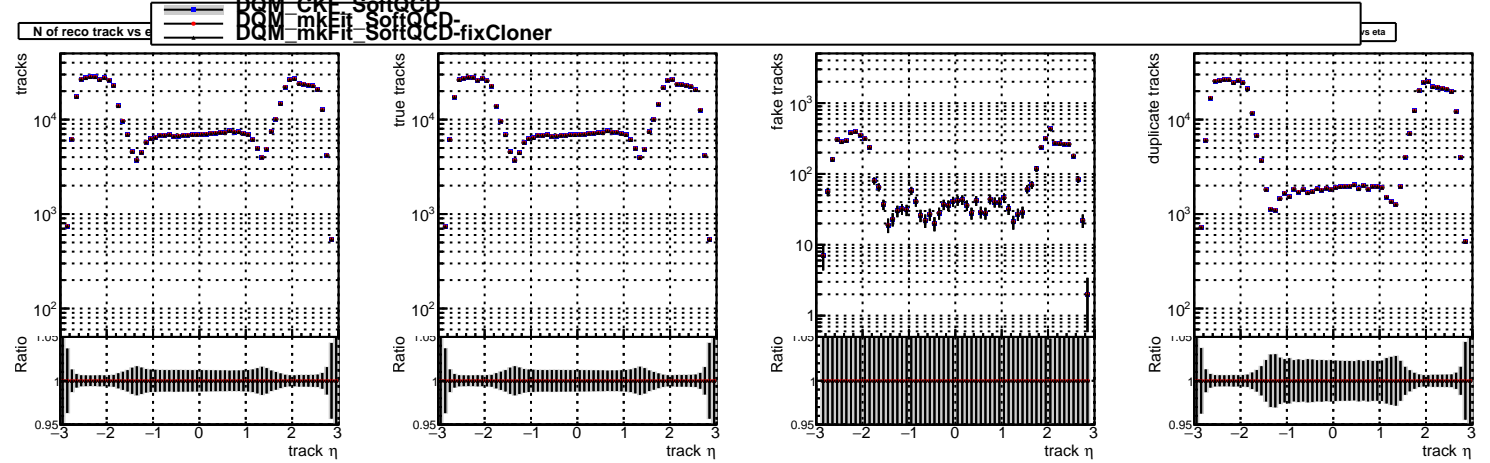 DQM_CKF_SoftQCD
DQM_mkFit_SoftQCD-
DQM_mkFit_SoftQCD-fixCloner
N of reco track vs e
vs eta
tracks
10⁴
10³
10²
Ratio
1.05
1
0.95
−3 −2 −1 0 1 2 3
track η
true tracks
10⁴
10³
10²
Ratio
1.05
1
0.95
−3 −2 −1 0 1 2 3
track η
fake tracks
10³
10²
10
1
Ratio
1.05
1
0.95
−3 −2 −1 0 1 2 3
track η
duplicate tracks
10⁴
10³
10²
Ratio
1.05
1
0.95
−3 −2 −1 0 1 2 3
track η